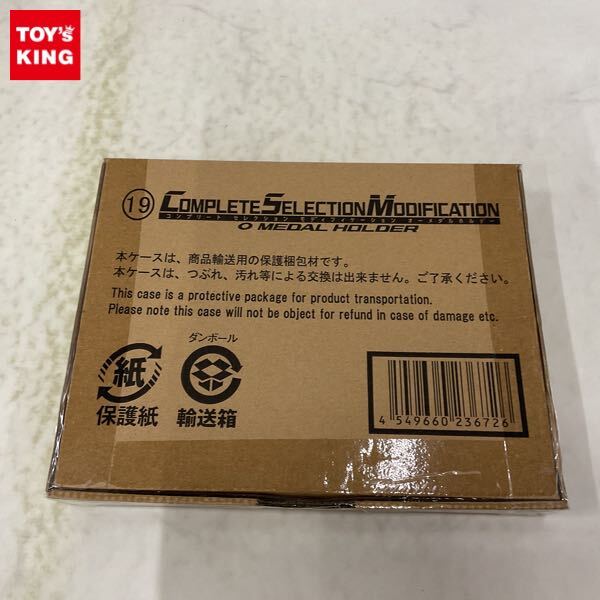 TOY'S
KING
⑲ COMPLETE SELECTION MODIFICATION
コンプリート セレクション モディフィケーション オーメダルホルダー
O MEDAL HOLDER
本ケースは、商品輸送用の保護梱包材です。
本ケースは、つぶれ、汚れ等による交換は出来ません。ご了承ください。
This case is a protective package for product transportation.
Please note this case will not be object for refund in case of damage etc.
ダンボール
紙
保護紙
輸送箱
4 549660 236726